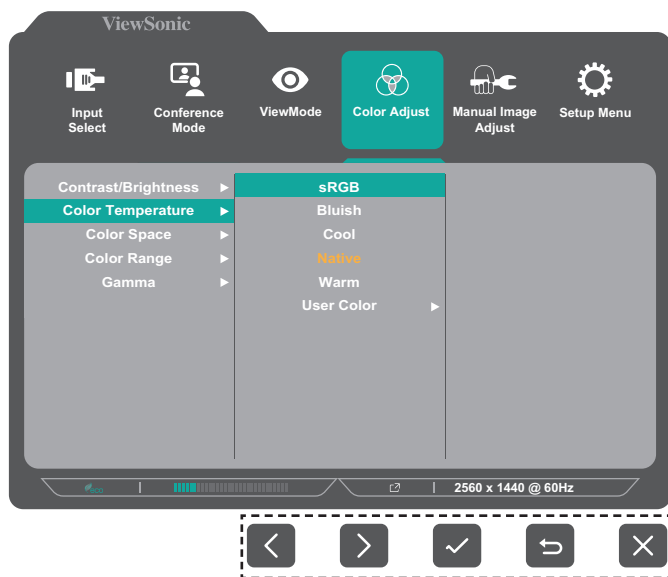 ViewSonic
Input
Select
Conference
Mode
ViewMode
Color Adjust
Manual Image
Adjust
Setup Menu
Contrast/Brightness
Color Temperature
Color Space
Color Range
Gamma
sRGB
Bluish
Cool
Native
Warm
User Color
eco
2560 x 1440 @ 60Hz